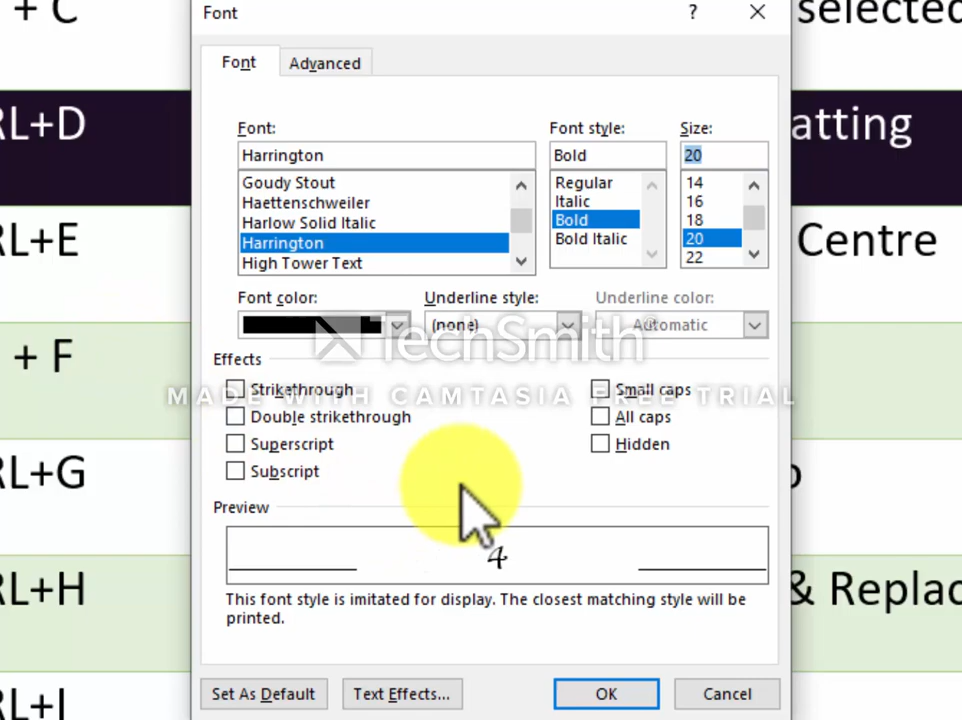 + C
Font
? ×
selected
Font
Advanced
RL+D
atting
Font:
Font style:
Size:
Harrington
Bold
20
Goudy Stout
Haettenschweiler
Harlow Solid Italic
Harrington
High Tower Text
Regular
Italic
Bold
Bold Italic
14
16
18
20
22
RL+E
Centre
Font color:
Underline style:
Underline color:
(none)
Automatic
TechSmith®
+ F
Effects
MADE WITH CAMTASIA FREE TRIAL
Strikethrough
Small caps
Double strikethrough
All caps
Superscript
Hidden
Subscript
RL+G
Preview
4
RL+H
& Replac
This font style is imitated for display. The closest matching style will be
printed.
Set As Default
Text Effects...
OK
Cancel